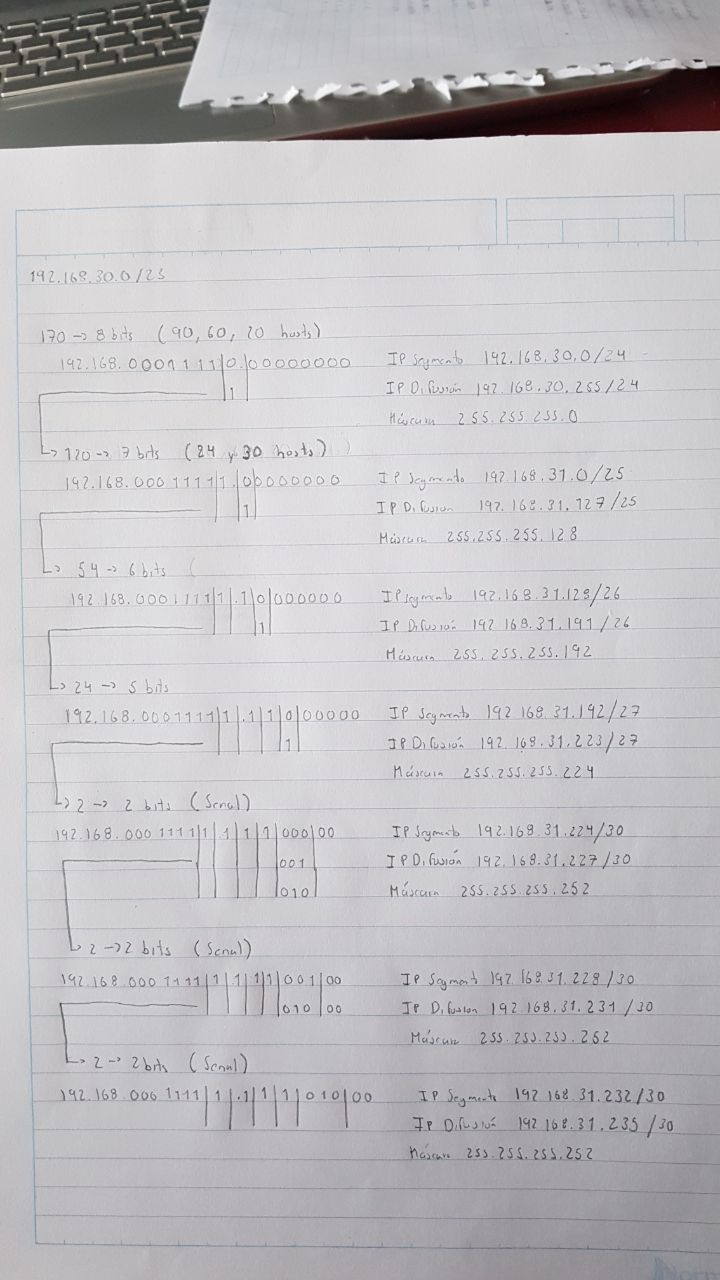 192.168.30.0/23
170 → 8 bits (90, 60, 20 hosts)
192.168.0001111|0.|00000000 IP Segmento 192.168.30.0/24
1 IP Difusión 192.168.30.255/24
Máscara 255.255.255.0
↳ 120 → 7 bits (24 y 30 hosts)
192.168.0001111|1.|0|0000000 IP Segmento 192.168.31.0/25
1 IP Difusión 192.168.31.127/25
Máscara 255.255.255.128
↳ 54 → 6 bits (
192.168.0001111|1|.1|0|000000 IP Segmento 192.168.31.128/26
1 IP Difusión 192.168.31.191/26
Máscara 255.255.255.192
↳ 24 → 5 bits
192.168.0001111|1|.1|1|0|00000 IP Segmento 192.168.31.192/27
1 IP Difusión 192.168.31.223/27
Máscara 255.255.255.224
↳ 2 → 2 bits (Serial)
192.168.0001111|1|.1|1|1|000|00 IP Segmento 192.168.31.224/30
001 IP Difusión 192.168.31.227/30
010 Máscara 255.255.255.252
↳ 2 → 2 bits (Serial)
192.168.0001111|1|.1|1|1|001|00 IP Segment 192.168.31.228/30
010|00 IP Difusion 192.168.31.231/30
Máscara 255.255.255.252
↳ 2 → 2 bits (Serial)
192.168.0001111|1|.1|1|1|010|00 IP Segmento 192.168.31.232/30
IP Difusión 192.168.31.235/30
Máscara 255.255.255.252